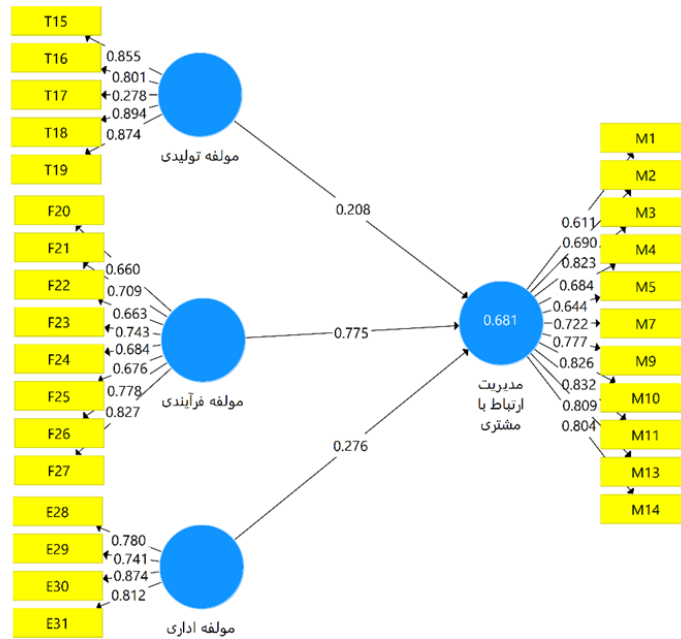 T15
T16
T17
T18
T19
0.855
0.801
0.278
0.894
0.874
مولفه تولیدی
F20
F21
F22
F23
F24
F25
F26
F27
0.660
0.709
0.663
0.743
0.684
0.676
0.778
0.827
مولفه فرآیندی
E28
E29
E30
E31
0.780
0.741
0.874
0.812
مولفه اداری
0.208
0.775
0.276
0.681
مدیریت
ارتباط با
مشتری
0.611
0.690
0.823
0.684
0.644
0.722
0.777
0.826
0.832
0.809
0.804
M1
M2
M3
M4
M5
M7
M9
M10
M11
M13
M14